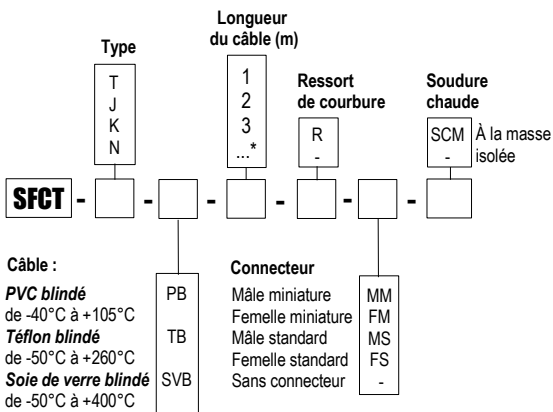 Longueur
du câble (m)
Type
T
J
K
N
1
2
3
...*
Ressort
de courbure
R
-
Soudure
chaude
SCM À la masse
- isolée
SFCT - - - - - -
Câble :
PVC blindé PB
de -40°C à +105°C
Téflon blindé TB
de -50°C à +260°C
Soie de verre blindé SVB
de -50°C à +400°C
Connecteur
Mâle miniature MM
Femelle miniature FM
Mâle standard MS
Femelle standard FS
Sans connecteur -